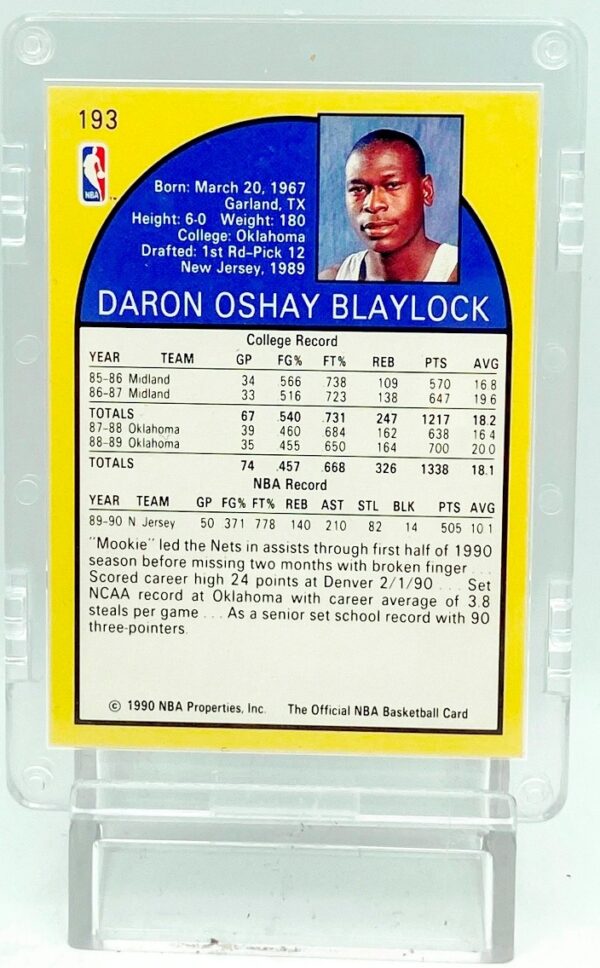 193
NBA
Born: March 20, 1967
Garland, TX
Height: 6-0 Weight: 180
College: Oklahoma
Drafted: 1st Rd-Pick 12
New Jersey, 1989
DARON OSHAY BLAYLOCK
College Record
YEAR TEAM GP FG% FT% REB PTS AVG
85-86 Midland 34 566 738 109 570 16.8
86-87 Midland 33 516 723 138 647 19.6
TOTALS 67 .540 .731 247 1217 18.2
87-88 Oklahoma 39 460 684 162 638 16.4
88-89 Oklahoma 35 455 650 164 700 20.0
TOTALS 74 .457 .668 326 1338 18.1
NBA Record
YEAR TEAM GP FG% FT% REB AST STL BLK PTS AVG
89-90 N Jersey 50 371 778 140 210 82 14 505 10.1
"Mookie" led the Nets in assists through first half of 1990
season before missing two months with broken finger . . .
Scored career high 24 points at Denver 2/1/90 . . . Set
NCAA record at Oklahoma with career average of 3.8
steals per game . . . As a senior set school record with 90
three-pointers.
© 1990 NBA Properties, Inc. The Official NBA Basketball Card